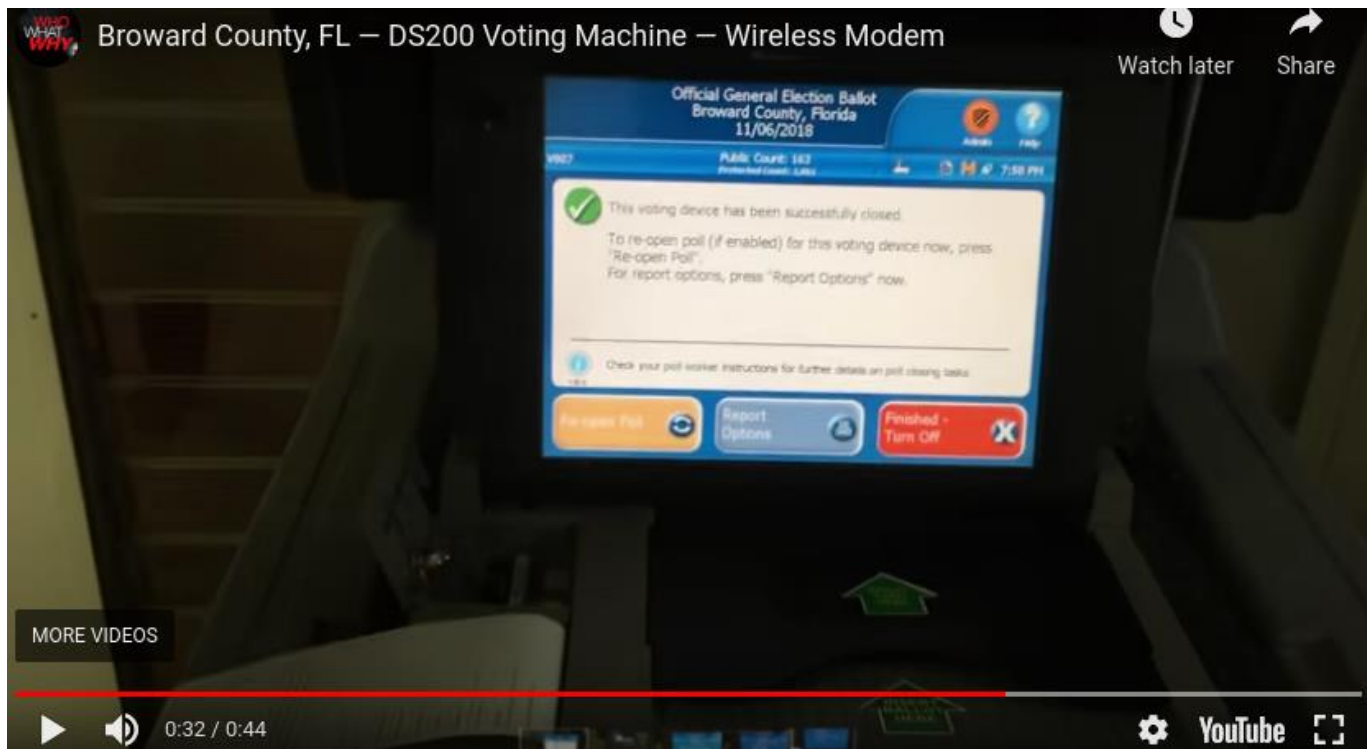 WHO
WHAT
WHY
Broward County, FL — DS200 Voting Machine — Wireless Modem
Watch later
Share
Official General Election Ballot
Broward County, Florida
11/06/2018
Admin
Help
Public Count: 163
Protected Count:
7:58 PM
This voting device has been successfully closed.
To re-open poll (if enabled) for this voting device now, press
"Re-open Poll".
For report options, press "Report Options" now.
Check your poll worker instructions for further details on poll closing tasks
Re-open Poll
Report
Options
Finished -
Turn Off
MORE VIDEOS
0:32 / 0:44
YouTube